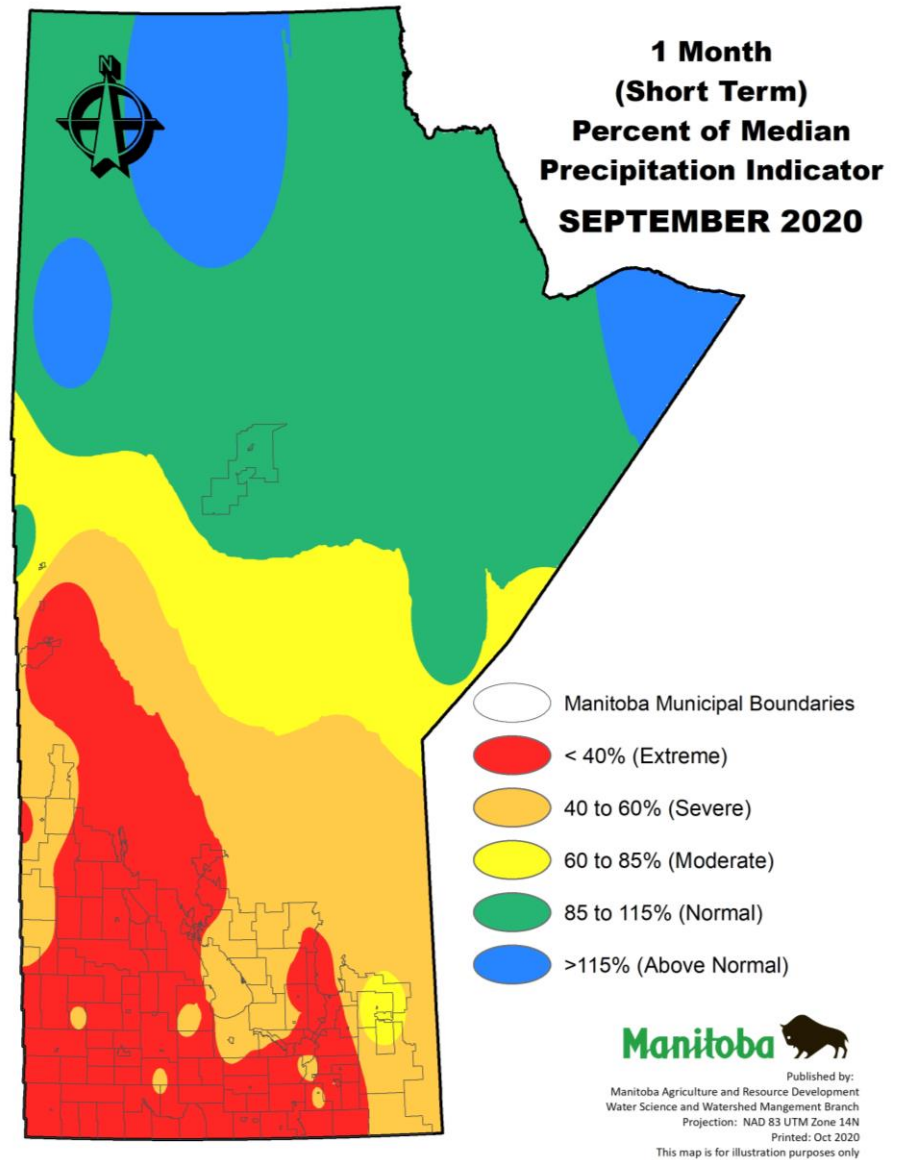 N
1 Month
(Short Term)
Percent of Median
Precipitation Indicator
SEPTEMBER 2020
Manitoba Municipal Boundaries
< 40% (Extreme)
40 to 60% (Severe)
60 to 85% (Moderate)
85 to 115% (Normal)
>115% (Above Normal)
Manitoba
Published by:
Manitoba Agriculture and Resource Development
Water Science and Watershed Mangement Branch
Projection: NAD 83 UTM Zone 14N
Printed: Oct 2020
This map is for illustration purposes only